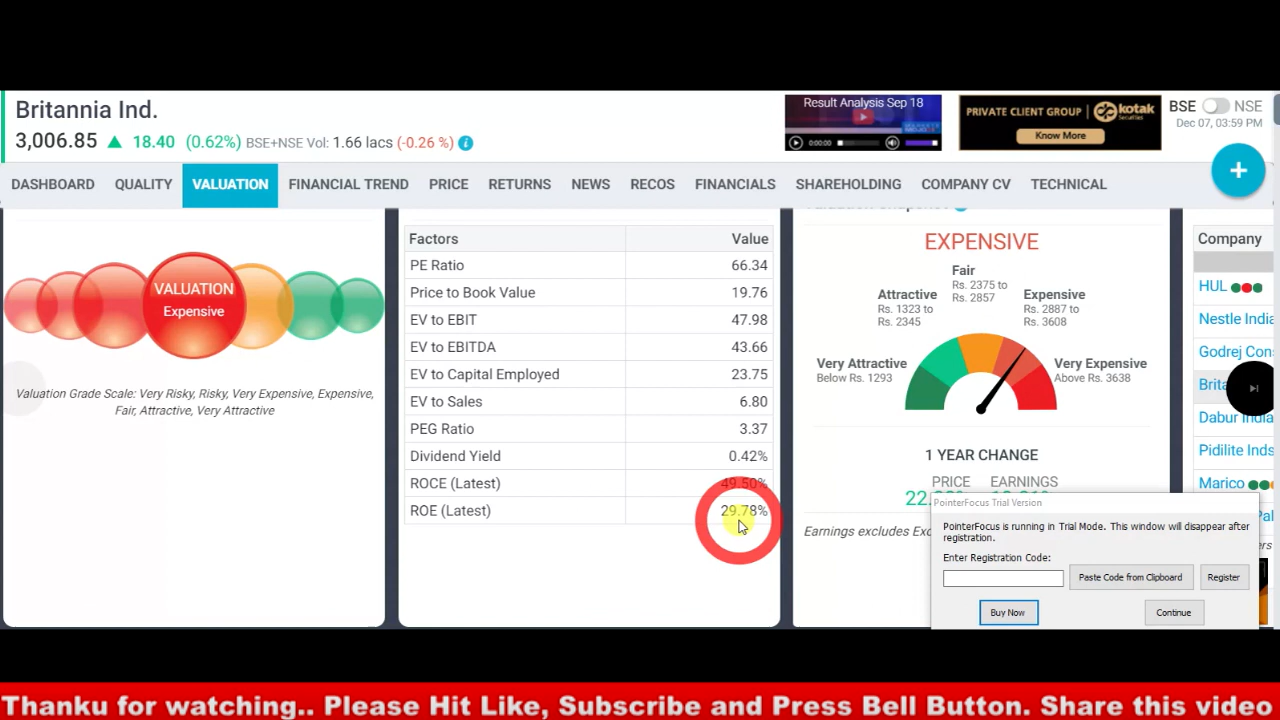 Britannia Ind.
3,006.85 ▲ 18.40 (0.62%) BSE+NSE Vol: 1.66 lacs (-0.26 %)
Result Analysis Sep 18
0:00:00
PRIVATE CLIENT GROUP kotak Securities
Know More
BSE NSE
Dec 07, 03:59 PM
+
DASHBOARD QUALITY VALUATION FINANCIAL TREND PRICE RETURNS NEWS RECOS FINANCIALS SHAREHOLDING COMPANY CV TECHNICAL
VALUATION
Expensive
Valuation Grade Scale: Very Risky, Risky, Very Expensive, Expensive,
Fair, Attractive, Very Attractive
Factors Value
PE Ratio 66.34
Price to Book Value 19.76
EV to EBIT 47.98
EV to EBITDA 43.66
EV to Capital Employed 23.75
EV to Sales 6.80
PEG Ratio 3.37
Dividend Yield 0.42%
ROCE (Latest) 49.50%
ROE (Latest) 29.78%
Valuation Snapshot
EXPENSIVE
Fair
Rs. 2375 to
Rs. 2857
Attractive
Rs. 1323 to
Rs. 2345
Expensive
Rs. 2887 to
Rs. 3608
Very Attractive
Below Rs. 1293
Very Expensive
Above Rs. 3638
1 YEAR CHANGE
PRICE EARNINGS
Earnings excludes Exc
Company
HUL
Nestle India
Godrej Cons
Brita
Dabur India
Pidilite Inds
Marico
PointerFocus Trial Version
PointerFocus is running in Trial Mode. This window will disappear after
registration.
Enter Registration Code:
Paste Code from Clipboard
Register
Buy Now
Continue
Thanku for watching.. Please Hit Like, Subscribe and Press Bell Button. Share this video